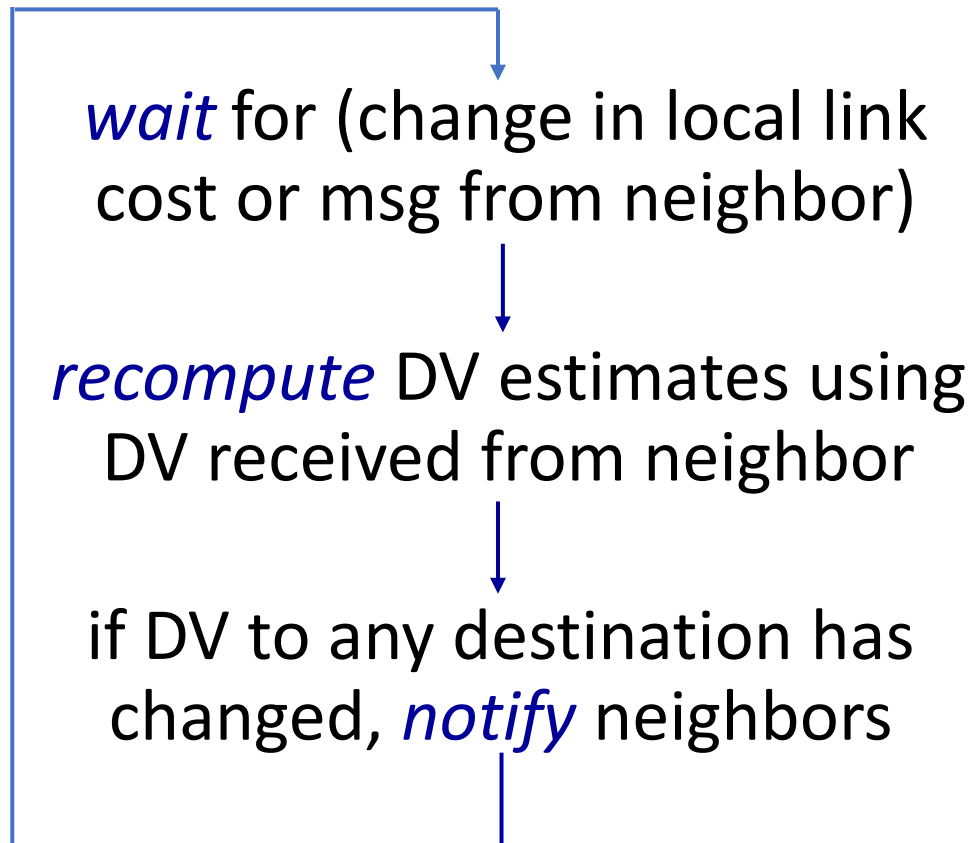 wait for (change in local link
cost or msg from neighbor)
recompute DV estimates using
DV received from neighbor
if DV to any destination has
changed, notify neighbors